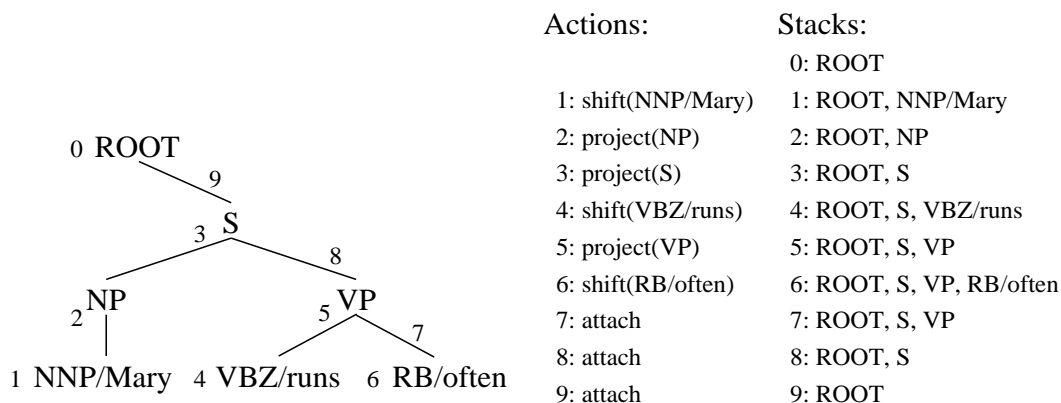 Actions: Stacks:
0: ROOT
1: shift(NNP/Mary) 1: ROOT, NNP/Mary
2: project(NP) 2: ROOT, NP
3: project(S) 3: ROOT, S
4: shift(VBZ/runs) 4: ROOT, S, VBZ/runs
5: project(VP) 5: ROOT, S, VP
6: shift(RB/often) 6: ROOT, S, VP, RB/often
7: attach 7: ROOT, S, VP
8: attach 8: ROOT, S
9: attach 9: ROOT
0 ROOT
9
S
3 8
NP VP
2 5 7
1 NNP/Mary 4 VBZ/runs 6 RB/often